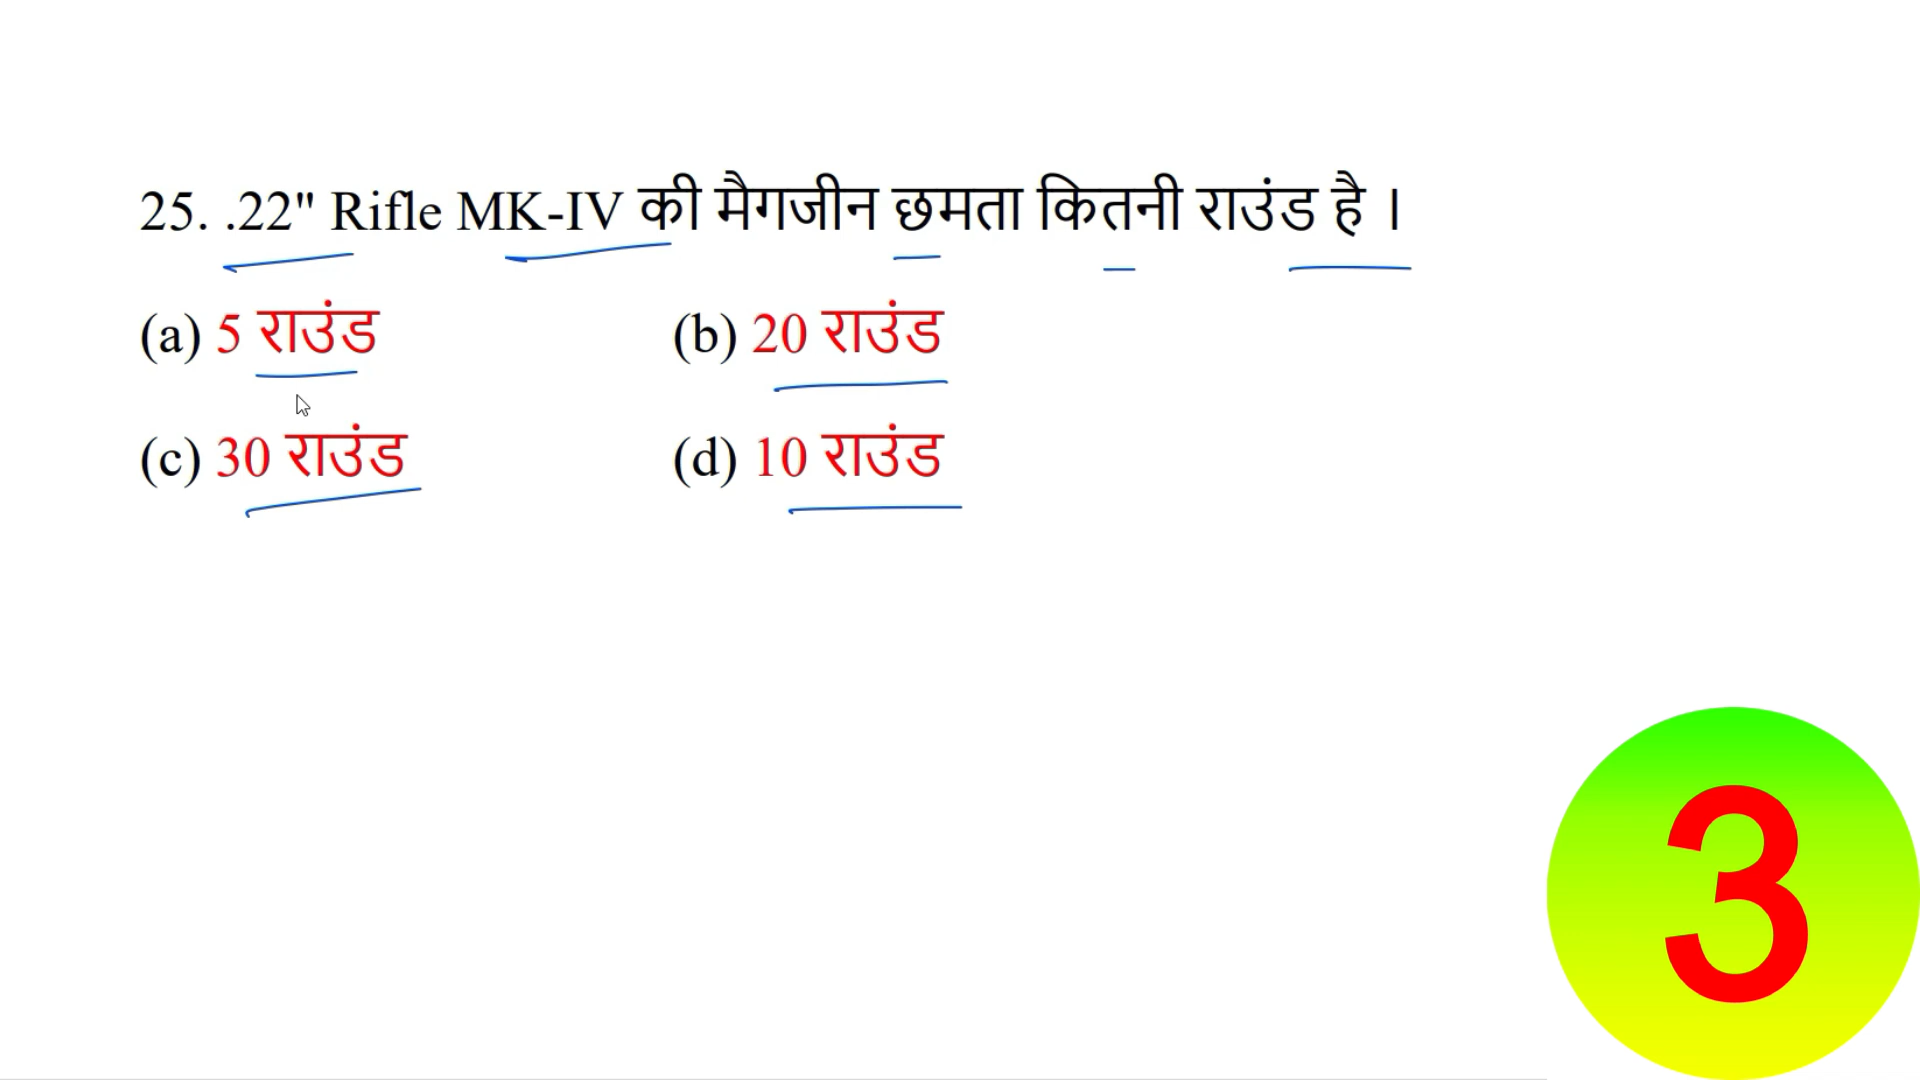 25. .22" Rifle MK-IV की मैगजीन छमता कितनी राउंड है ।
(a) 5 राउंड (b) 20 राउंड
(c) 30 राउंड (d) 10 राउंड
3